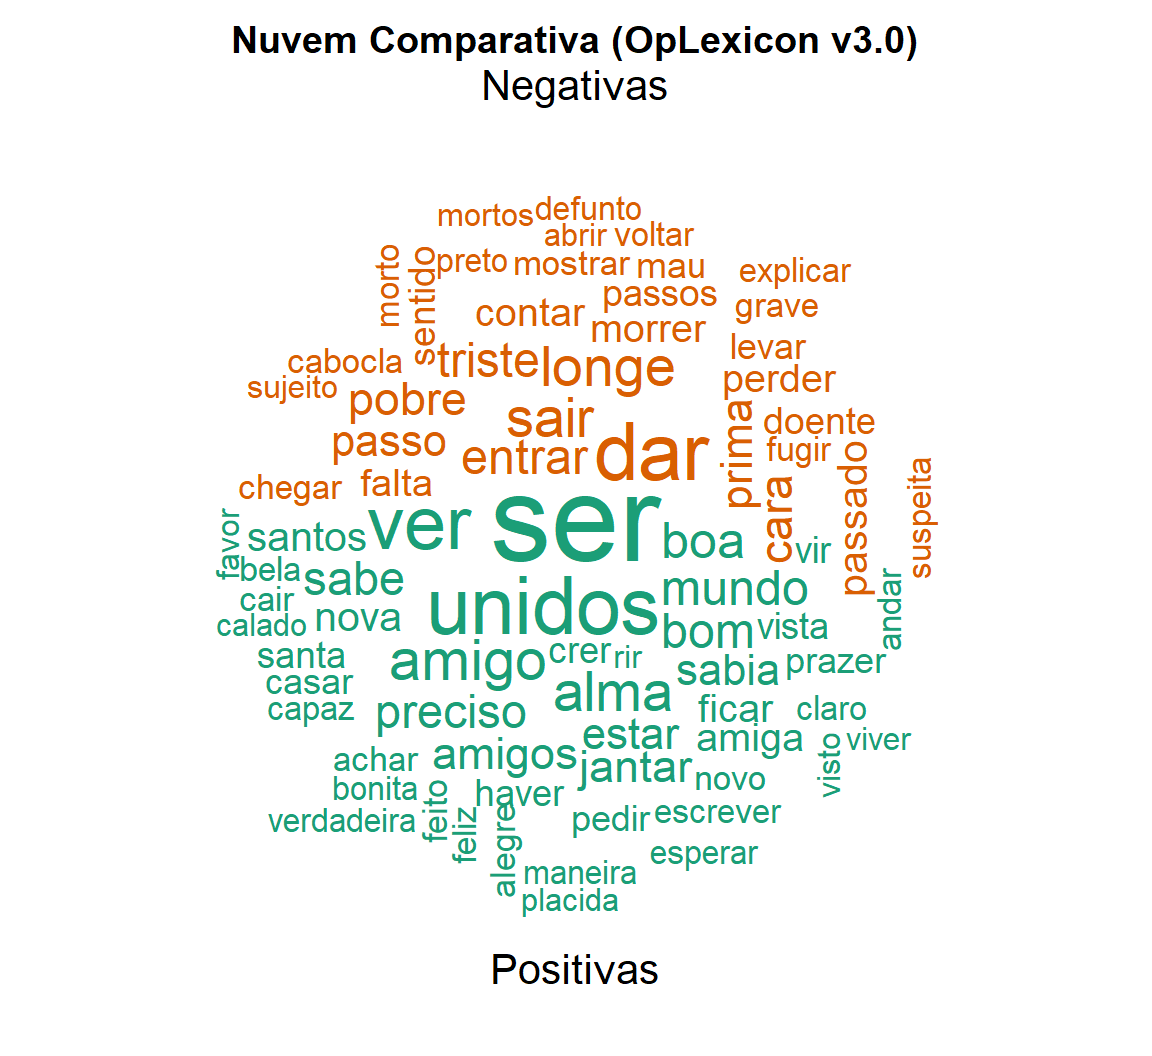 Nuvem Comparativa (OpLexicon v3.0)
Negativas
mortos defunto
abrir voltar
morto sentido preto mostrar mau explicar
contar passos grave
morrer
cabocla triste longe levar
sujeito pobre perder
passo sair prima doente
entrar dar fugir
chegar falta cara passado suspeita
favor santos ver ser boa vir
bela sabe mundo andar
cair
calado nova unidos bom vista
santa amigo crer rir sabia prazer
casar alma
capaz preciso ficar claro
estar amiga visto viver
achar amigos jantar novo
bonita feito haver
verdadeira feliz alegre pedir escrever
esperar
maneira
placida
Positivas